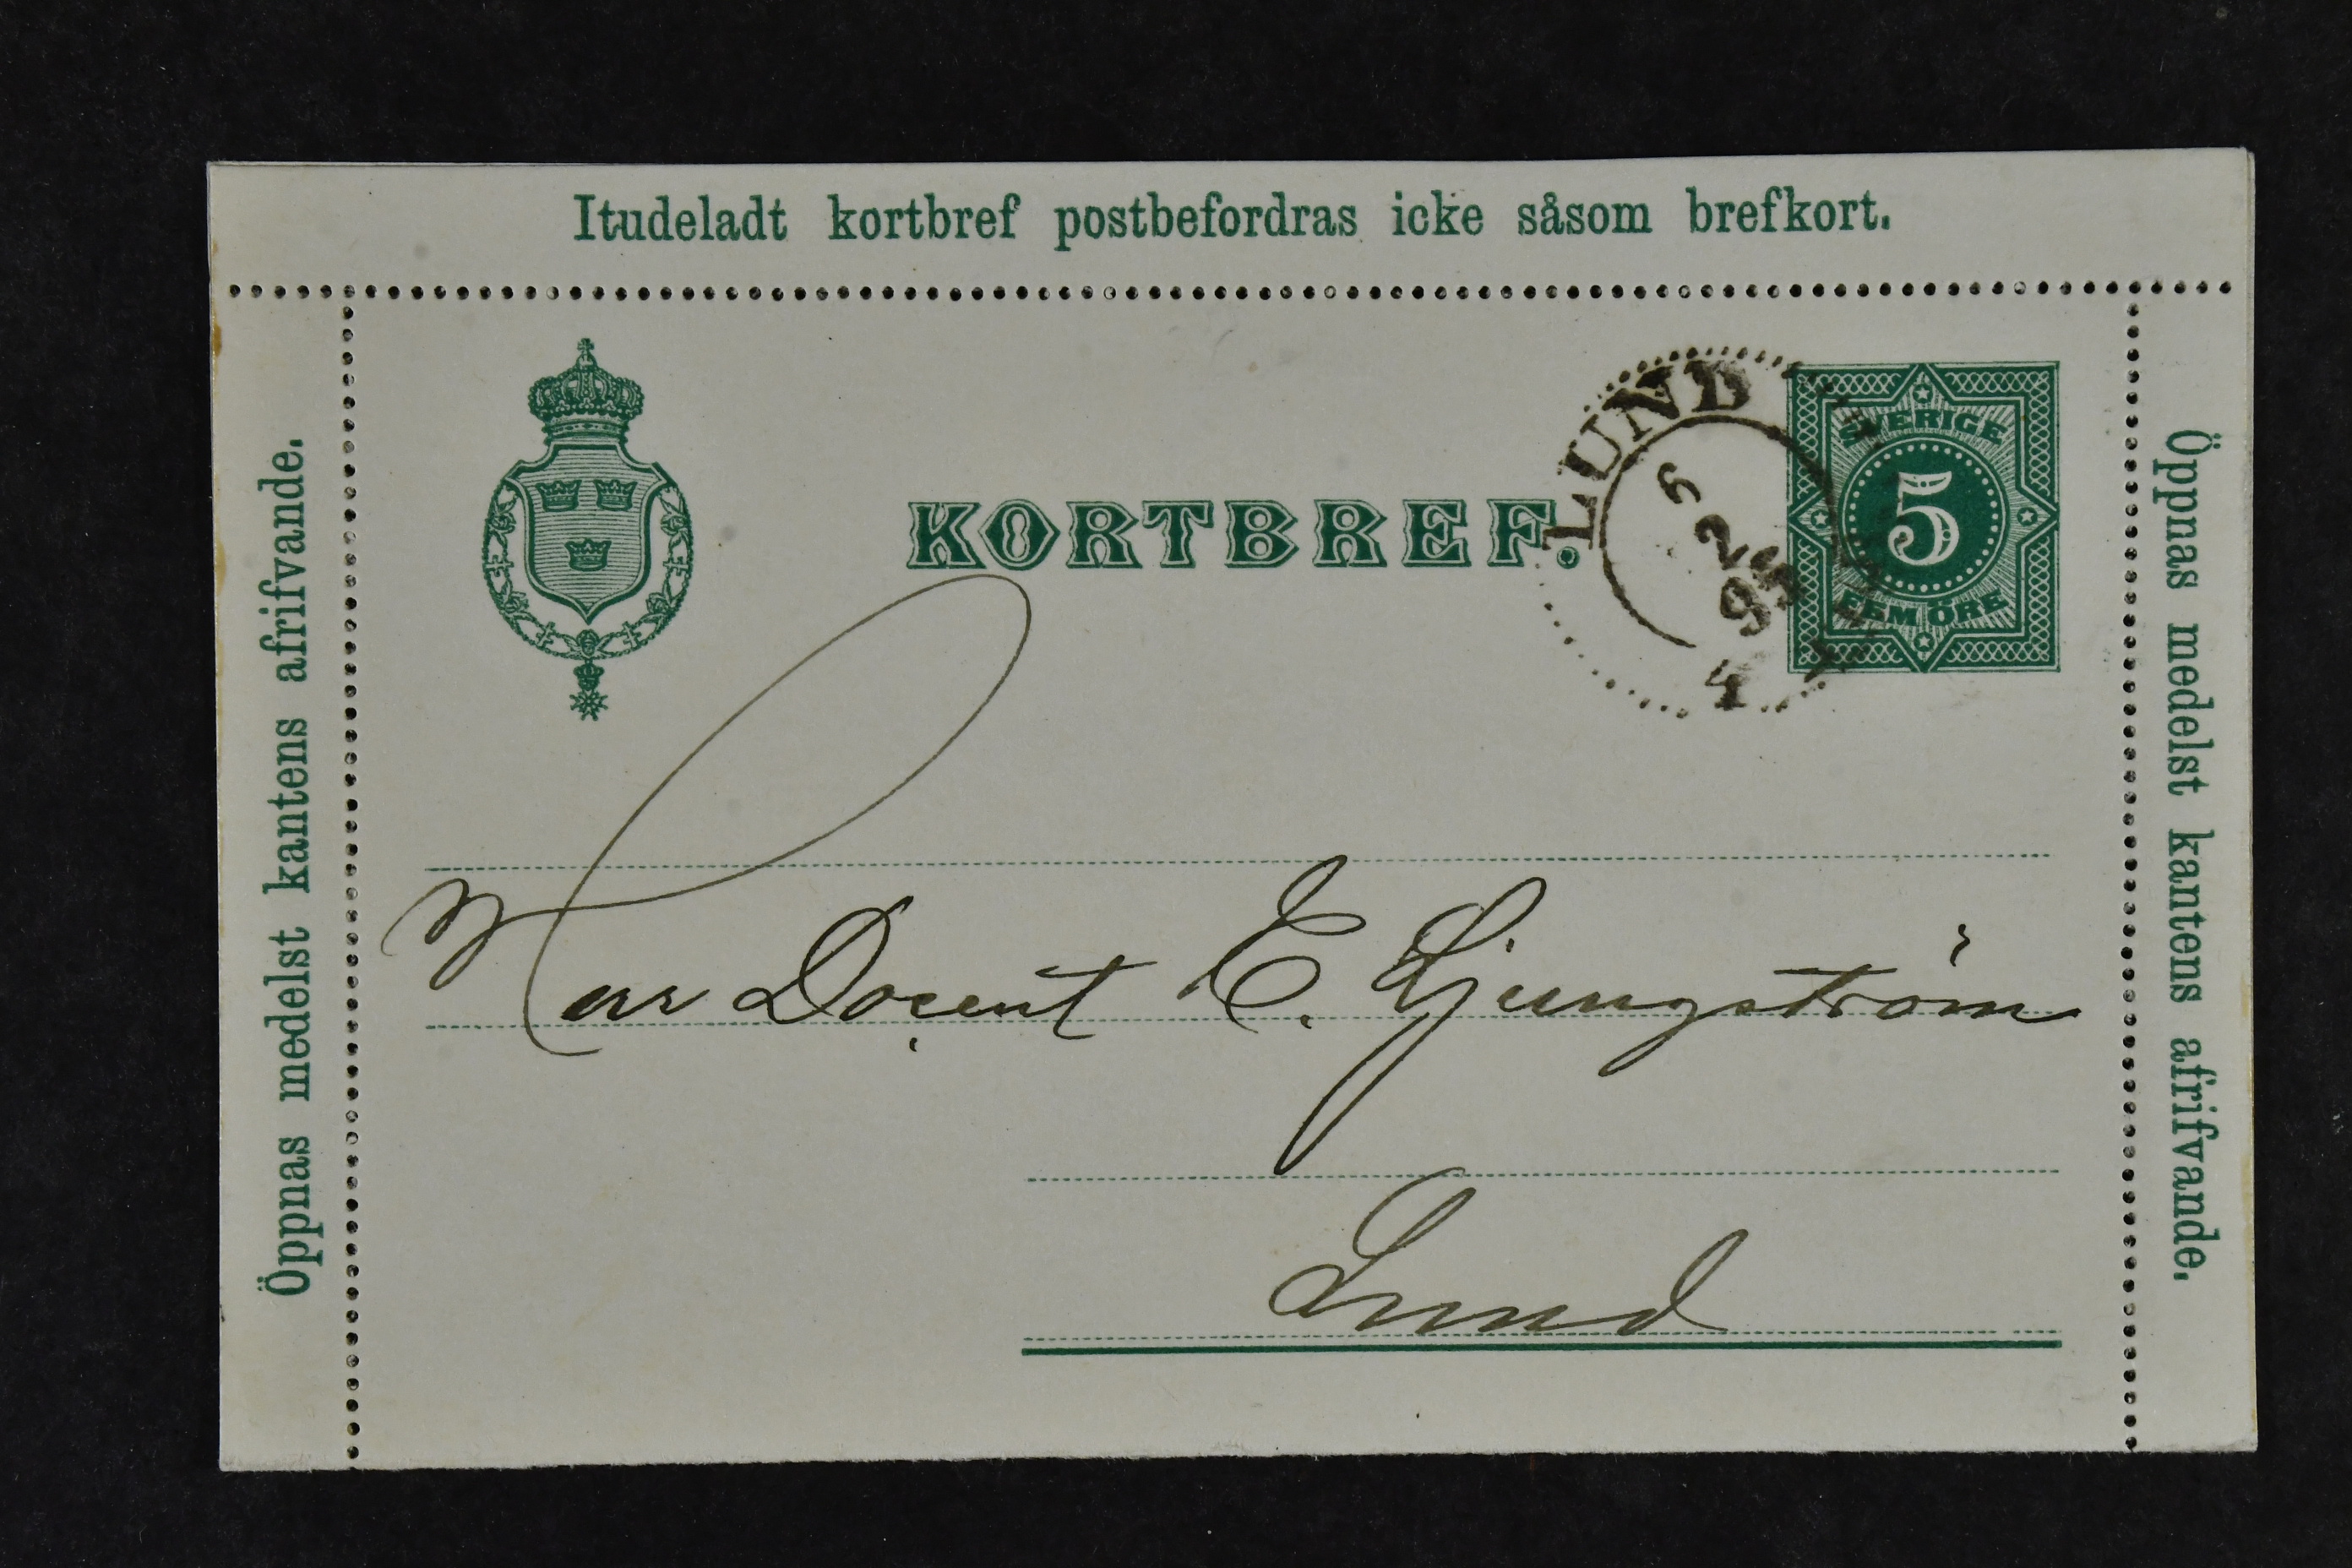 Itudeladt kortbref postbefordras icke såsom brefkort.
Öppnas medelst kantens afrifvande.
KORTBREF.
LUND
6
2
95
SVERIGE
5
FEM ÖRE
Herr Docent E. Ljungström
Lund
Öppnas medelst kantens afrifvande.